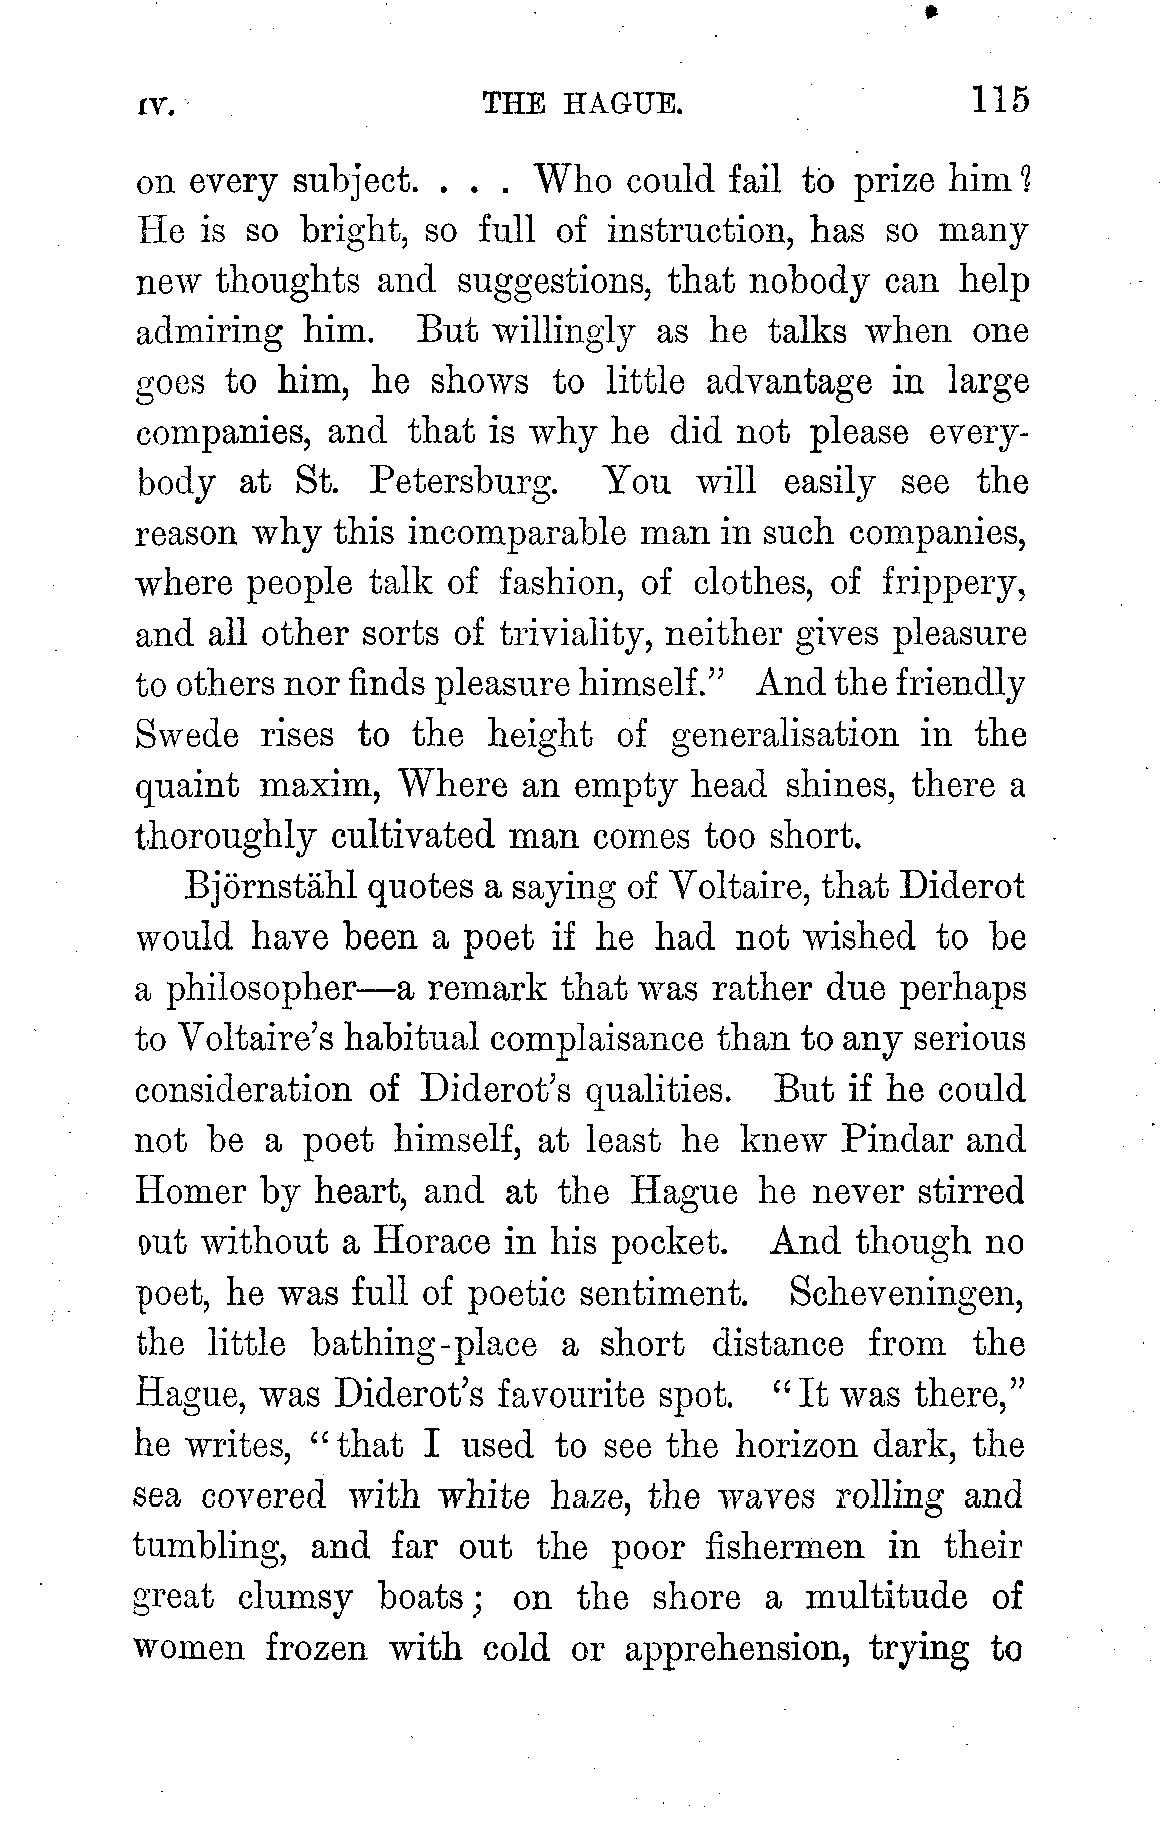 IV. THE HAGUE. 115
on every subject. . . . Who could fail to prize him?
He is so bright, so full of instruction, has so many
new thoughts and suggestions, that nobody can help
admiring him. But willingly as he talks when one
goes to him, he shows to little advantage in large
companies, and that is why he did not please every-
body at St. Petersburg. You will easily see the
reason why this incomparable man in such companies,
where people talk of fashion, of clothes, of frippery,
and all other sorts of triviality, neither gives pleasure
to others nor finds pleasure himself.” And the friendly
Swede rises to the height of generalisation in the
quaint maxim, Where an empty head shines, there a
thoroughly cultivated man comes too short.
Björnstähl quotes a saying of Voltaire, that Diderot
would have been a poet if he had not wished to be
a philosopher—a remark that was rather due perhaps
to Voltaire’s habitual complaisance than to any serious
consideration of Diderot’s qualities. But if he could
not be a poet himself, at least he knew Pindar and
Homer by heart, and at the Hague he never stirred
out without a Horace in his pocket. And though no
poet, he was full of poetic sentiment. Scheveningen,
the little bathing-place a short distance from the
Hague, was Diderot’s favourite spot. “It was there,”
he writes, “that I used to see the horizon dark, the
sea covered with white haze, the waves rolling and
tumbling, and far out the poor fishermen in their
great clumsy boats; on the shore a multitude of
women frozen with cold or apprehension, trying to